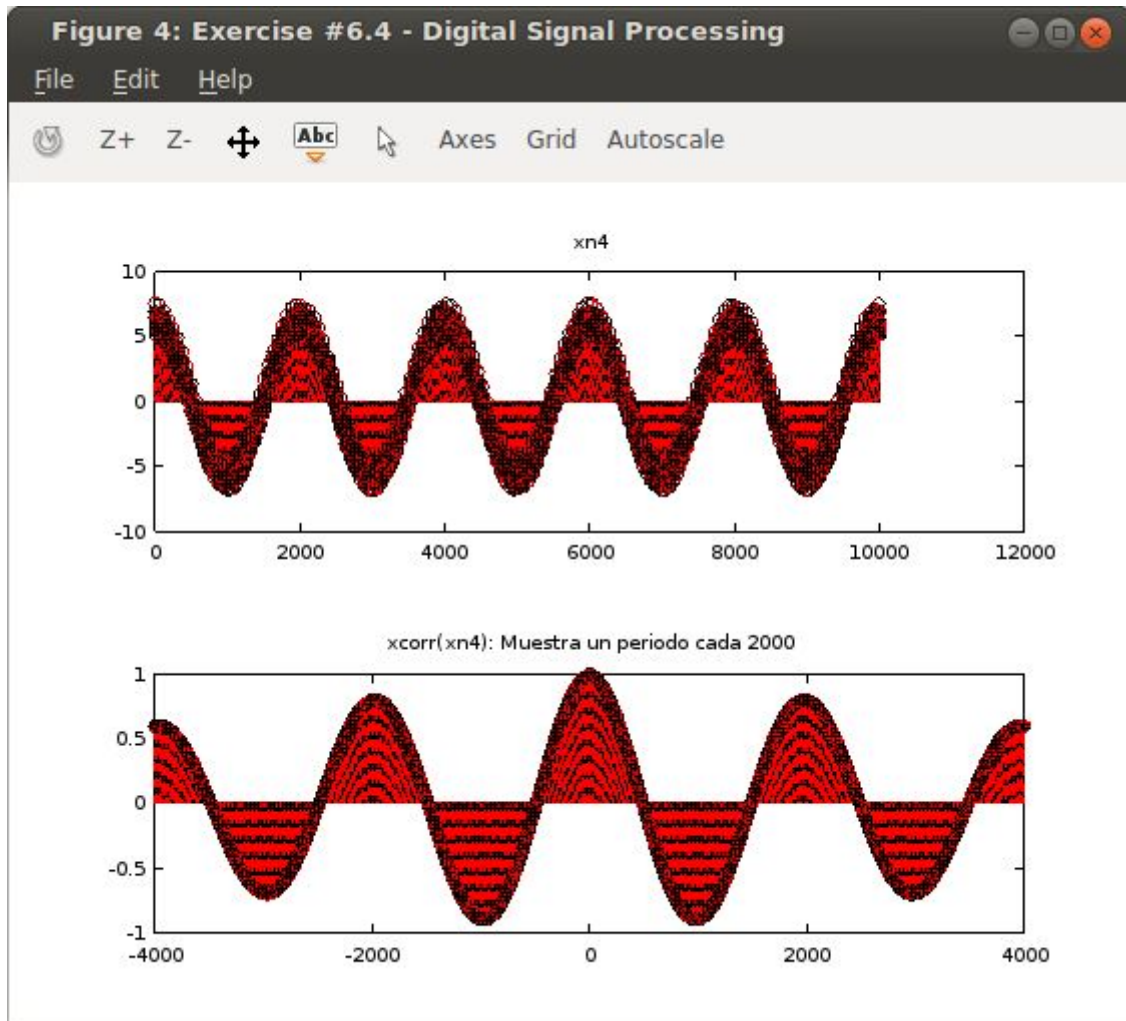 Figure 4: Exercise #6.4 - Digital Signal Processing
File Edit Help
Z+ Z- Abc Axes Grid Autoscale
xn4
10
5
0
-5
-10
0 2000 4000 6000 8000 10000 12000
xcorr(xn4): Muestra un periodo cada 2000
1
0.5
0
-0.5
-1
-4000 -2000 0 2000 4000